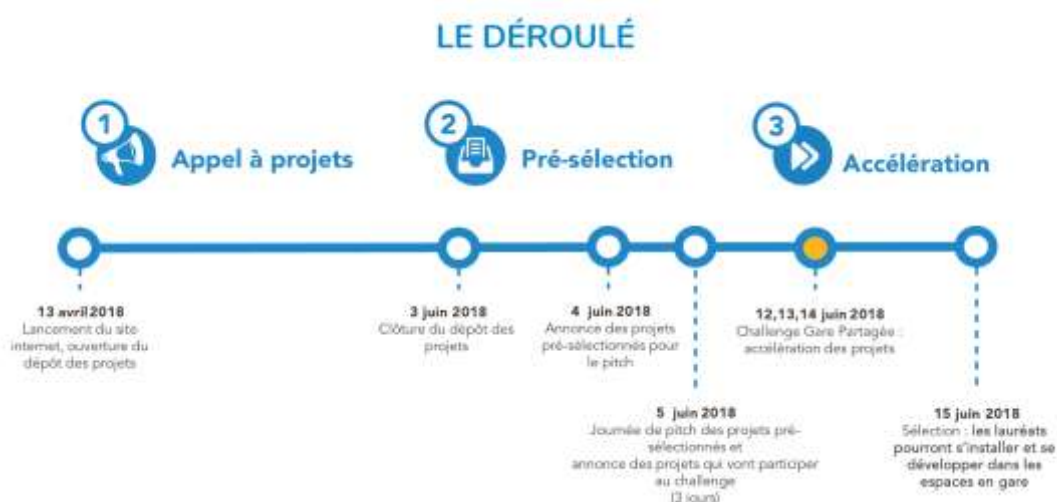 LE DÉROULÉ
1
Appel à projets
2
Pré-sélection
3
Accélération
13 avril 2018
Lancement du site
internet, ouverture du
dépôt des projets
3 juin 2018
Clôture du dépôt des
projets
4 juin 2018
Annonce des projets
pré-sélectionnés pour
le pitch
5 juin 2018
Journée de pitch des projets pré-
sélectionnés et
annonce des projets qui vont participer
au challenge
(3 jours)
12,13,14 juin 2018
Challenge Gare Partagée :
accélération des projets
15 juin 2018
Sélection : les lauréats
pourront s'installer et se
développer dans les
espaces en gare